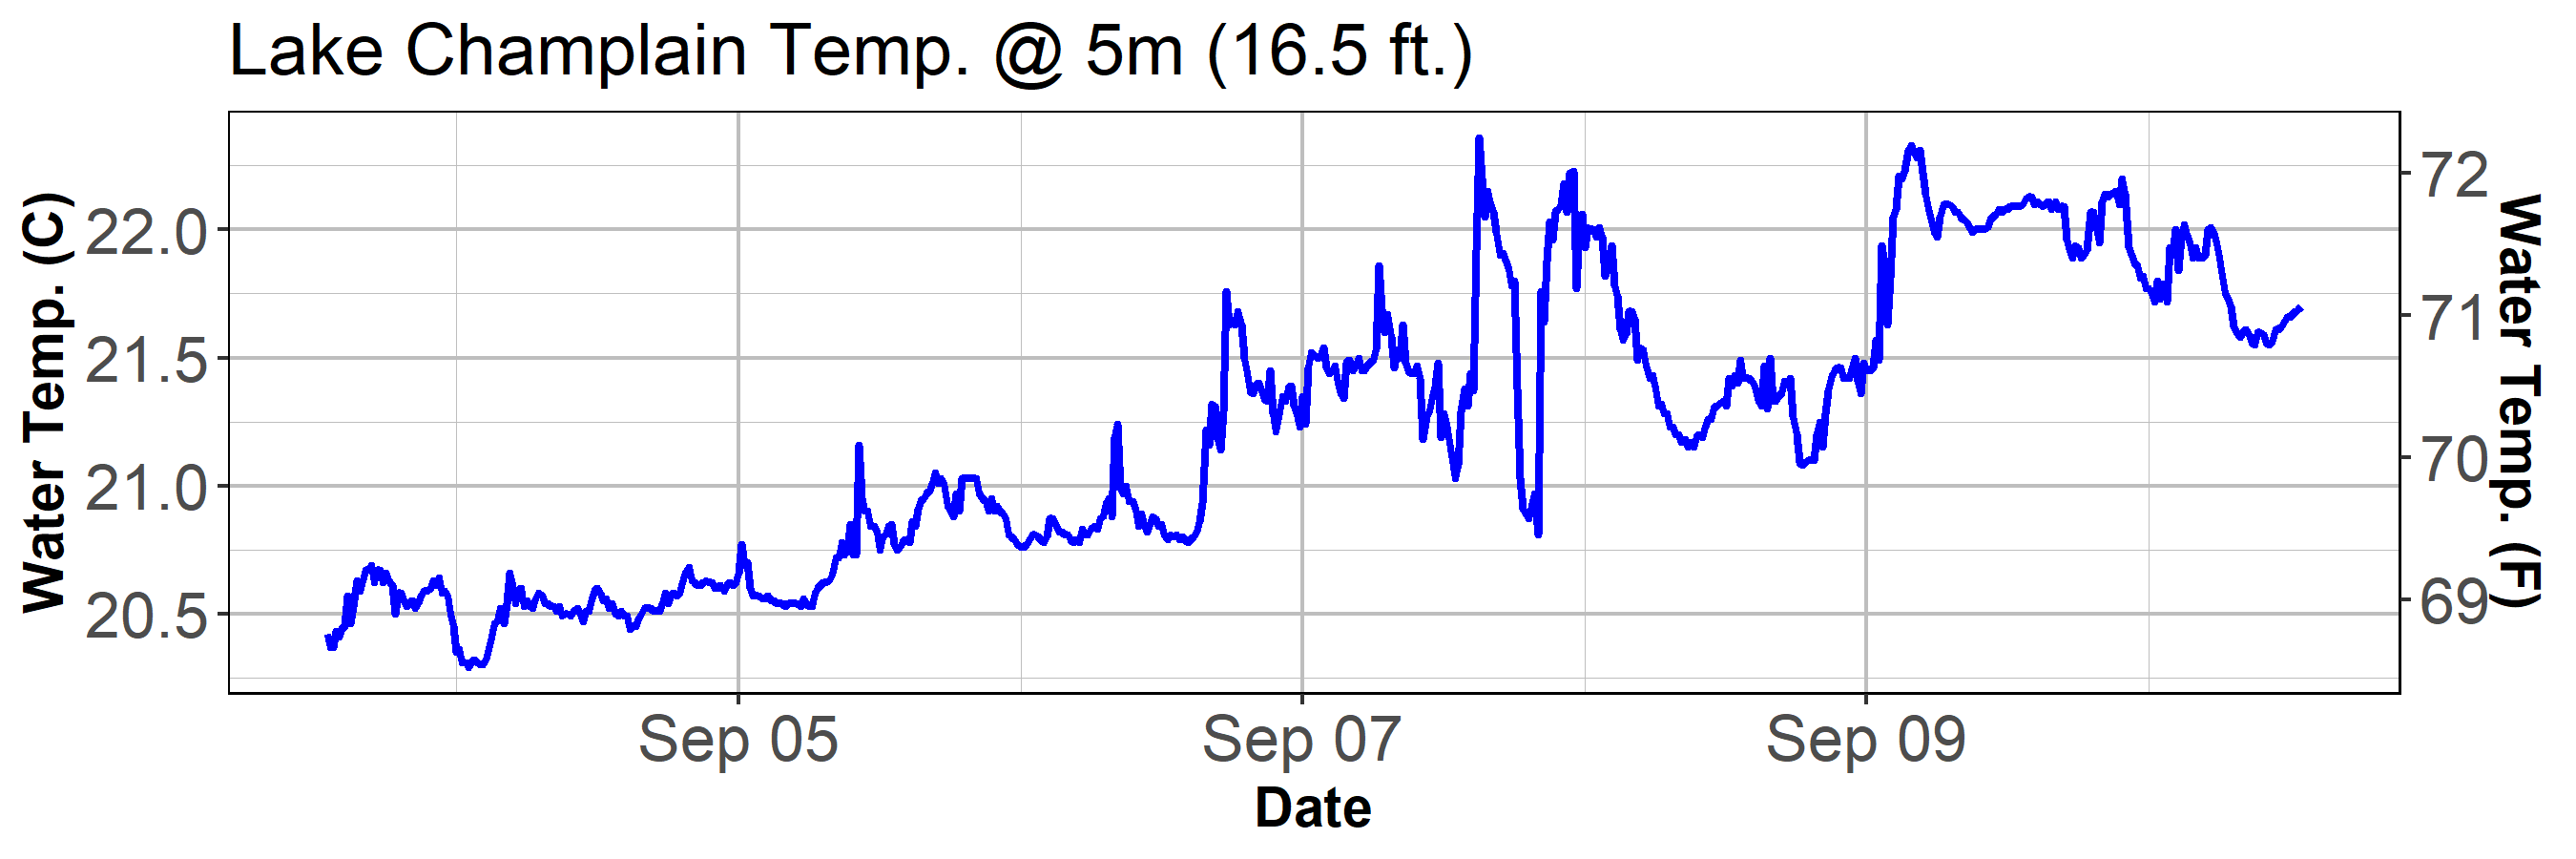 Lake Champlain Temp. @ 5m (16.5 ft.)
Water Temp. (C)
22.0
21.5
21.0
20.5
72
71
70
69
Water Temp. (F)
Sep 05 Sep 07 Sep 09
Date